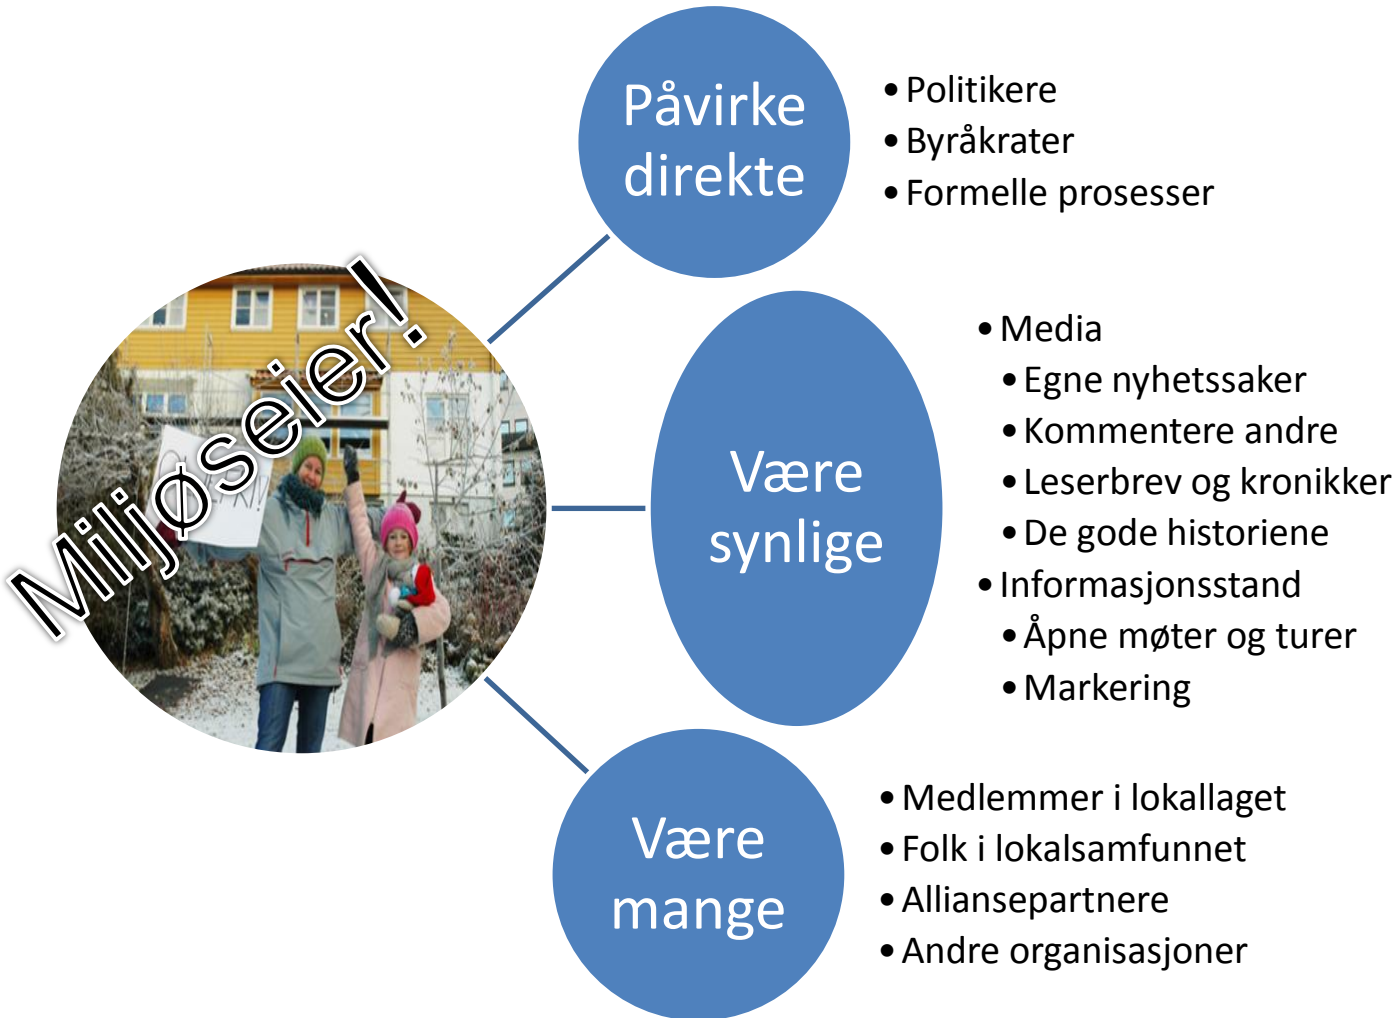 Påvirke
direkte
• Politikere
• Byråkrater
• Formelle prosesser
Miljøseier!
Være
synlige
• Media
• Egne nyhetssaker
• Kommentere andre
• Leserbrev og kronikker
• De gode historiene
• Informasjonsstand
• Åpne møter og turer
• Markering
Være
mange
• Medlemmer i lokallaget
• Folk i lokalsamfunnet
• Alliansepartnere
• Andre organisasjoner